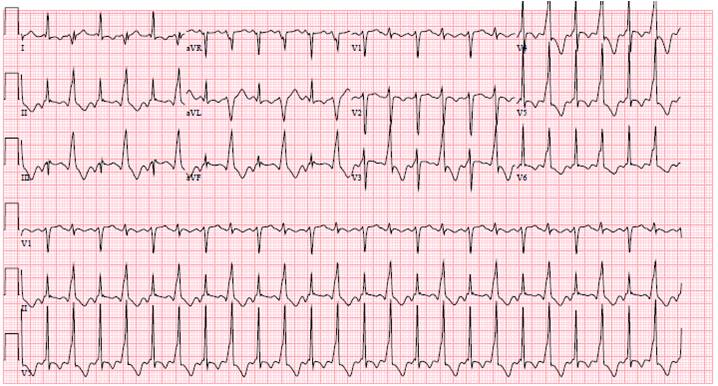 I aVR V1 V4
II aVL V2 V5
III aVF V3 V6
V1
II
V5